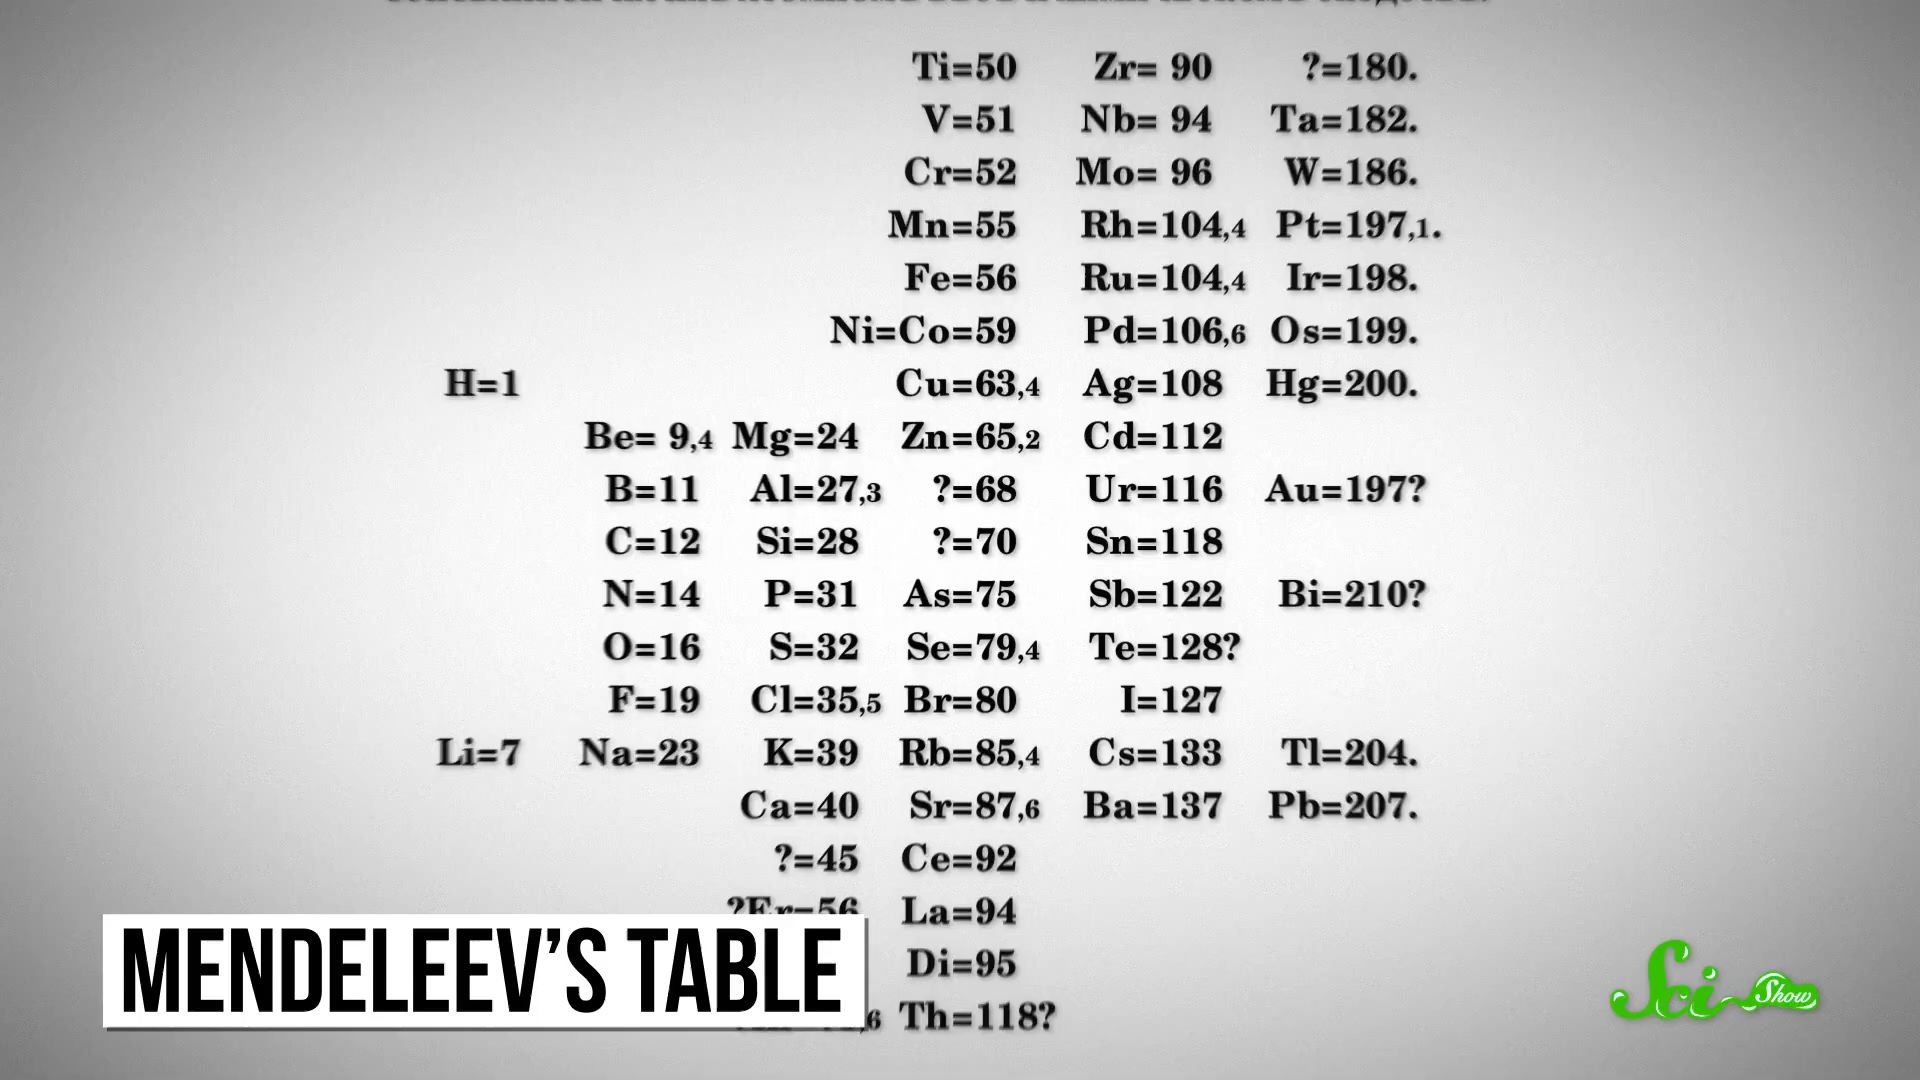 Ti=50 Zr= 90 ?=180.
V=51 Nb= 94 Ta=182.
Cr=52 Mo= 96 W=186.
Mn=55 Rh=104,4 Pt=197,1.
Fe=56 Ru=104,4 Ir=198.
Ni=Co=59 Pd=106,6 Os=199.
H=1 Cu=63,4 Ag=108 Hg=200.
Be= 9,4 Mg=24 Zn=65,2 Cd=112
B=11 Al=27,3 ?=68 Ur=116 Au=197?
C=12 Si=28 ?=70 Sn=118
N=14 P=31 As=75 Sb=122 Bi=210?
O=16 S=32 Se=79,4 Te=128?
F=19 Cl=35,5 Br=80 I=127
Li=7 Na=23 K=39 Rb=85,4 Cs=133 Tl=204.
Ca=40 Sr=87,6 Ba=137 Pb=207.
?=45 Ce=92
?Er=56 La=94
Di=95
Th=118?
MENDELEEV'S TABLE
Sci Show